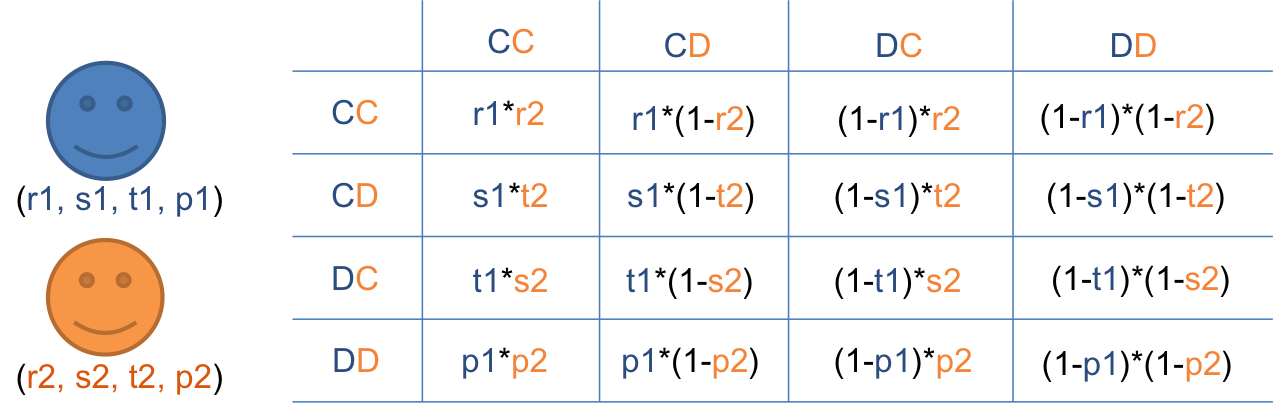 CC CD DC DD
CC r1*r2 r1*(1-r2) (1-r1)*r2 (1-r1)*(1-r2)
(r1, s1, t1, p1)
CD s1*t2 s1*(1-t2) (1-s1)*t2 (1-s1)*(1-t2)
DC t1*s2 t1*(1-s2) (1-t1)*s2 (1-t1)*(1-s2)
(r2, s2, t2, p2)
DD p1*p2 p1*(1-p2) (1-p1)*p2 (1-p1)*(1-p2)